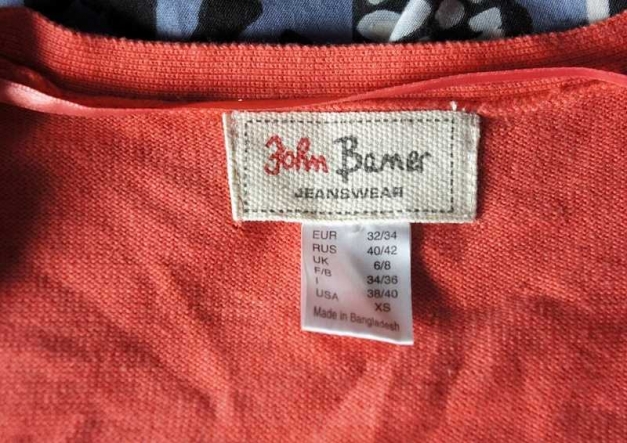 John Baner
JEANSWEAR
EUR 32/34
RUS 40/42
UK 6/8
F/B 34/36
I 38/40
USA XS
Made in Bangladesh